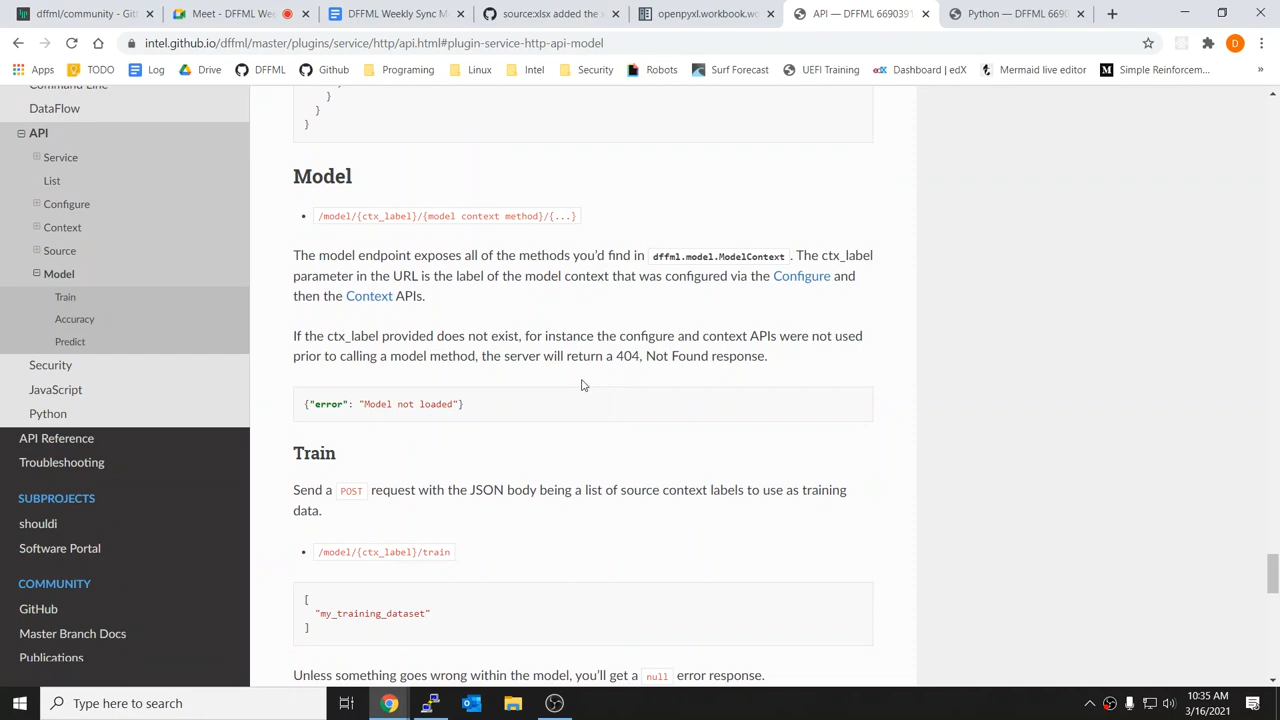 dffml/community - Gitt
Meet - DFFML We
DFFML Weekly Sync M
source:xlsx added the x
openpyxl.workbook.wo
API — DFFML 6690391
Python — DFFML 66903
intel.github.io/dffml/master/plugins/service/http/api.html#plugin-service-http-api-model
D
Apps
TODO
Log
Drive
DFFML
Github
Programing
Linux
Intel
Security
Robots
Surf Forecast
UEFI Training
edX
Dashboard | edX
Mermaid live editor
M
Simple Reinforcem...
»
Command Line
DataFlow
API
Service
List
Configure
Context
Source
Model
Train
Accuracy
Predict
Security
JavaScript
Python
API Reference
Troubleshooting
SUBPROJECTS
shouldi
Software Portal
COMMUNITY
GitHub
Master Branch Docs
Publications
}
}
}
Model
• /model/{ctx_label}/{model context method}/{...}
The model endpoint exposes all of the methods you'd find in dffml.model.ModelContext . The ctx_label
parameter in the URL is the label of the model context that was configured via the Configure and
then the Context APIs.
If the ctx_label provided does not exist, for instance the configure and context APIs were not used
prior to calling a model method, the server will return a 404, Not Found response.
{"error": "Model not loaded"}
Train
Send a POST request with the JSON body being a list of source context labels to use as training
data.
• /model/{ctx_label}/train
[
"my_training_dataset"
]
Unless something goes wrong within the model, you'll get a null error response.
Type here to search
10:35 AM
3/16/2021